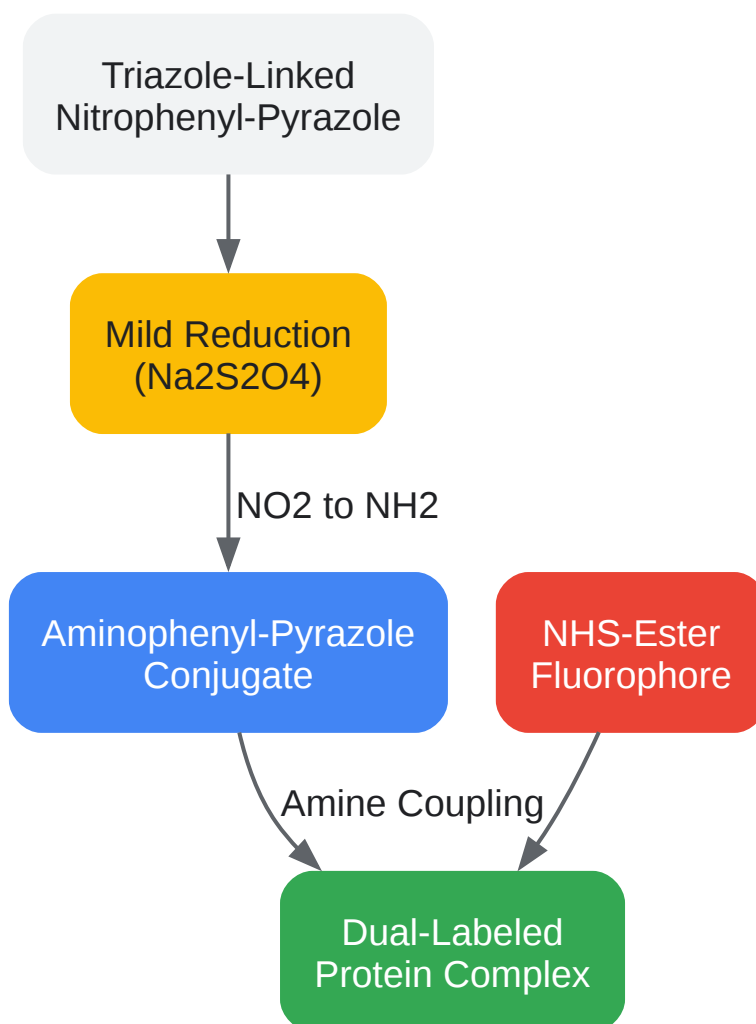 Triazole-Linked
Nitrophenyl-Pyrazole
Mild Reduction
(Na2S2O4)
NO2 to NH2
Aminophenyl-Pyrazole
Conjugate
NHS-Ester
Fluorophore
Amine Coupling
Dual-Labeled
Protein Complex